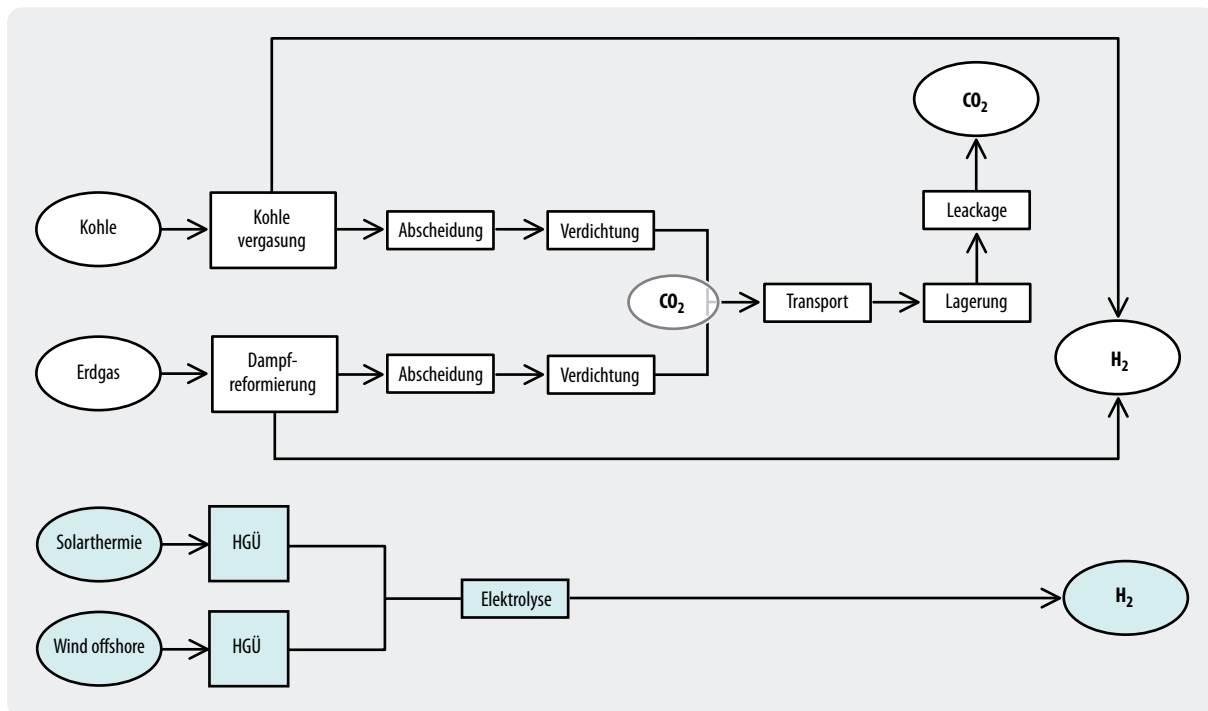 CO₂
Kohle
Kohle
vergasung
Abscheidung
Verdichtung
Leackage
CO₂
Transport
Lagerung
Erdgas
Dampf-
reformierung
Abscheidung
Verdichtung
H₂
Solarthermie
HGÜ
Elektrolyse
H₂
Wind offshore
HGÜ